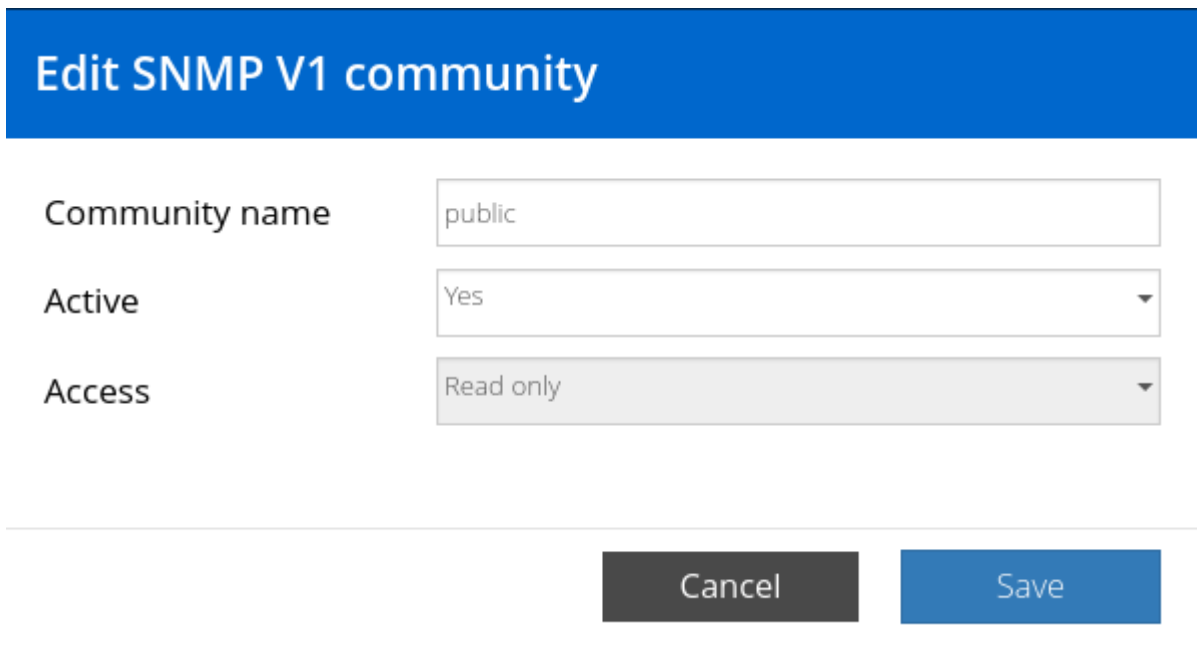 Edit SNMP V1 community
Community name public
Active Yes
Access Read only
Cancel Save